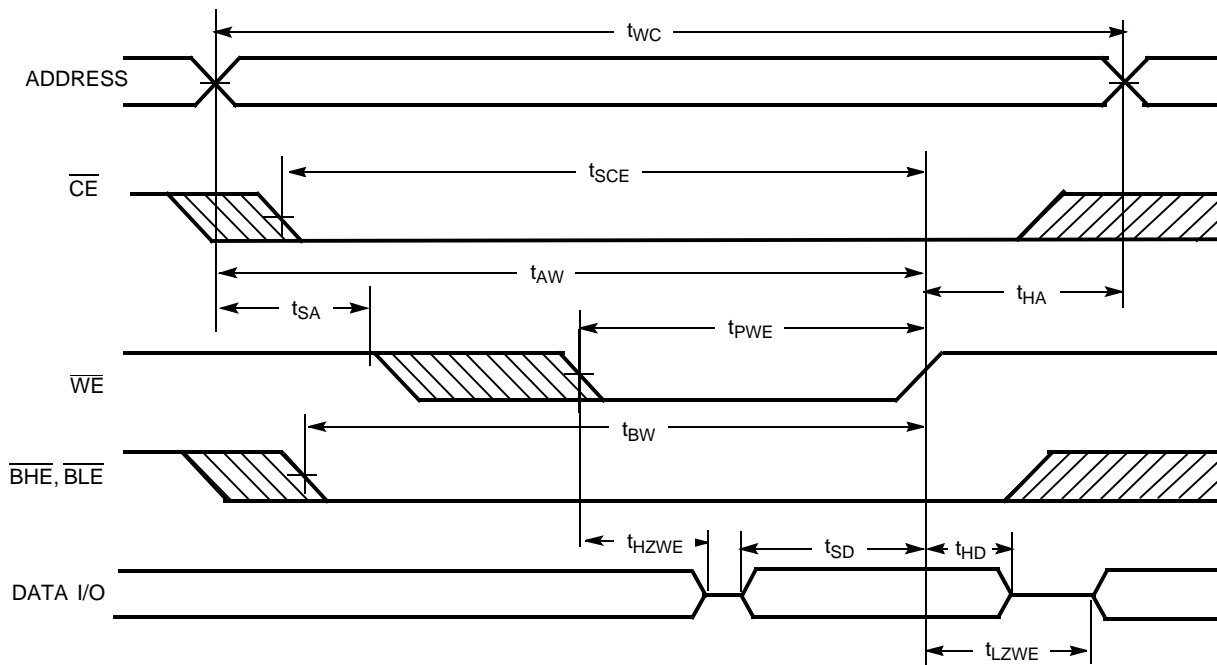 tWC
ADDRESS
tSCE
CE
tAW
tSA
tHA
tPWE
WE
tBW
BHE, BLE
tHZWE
tSD
tHD
DATA I/O
tLZWE